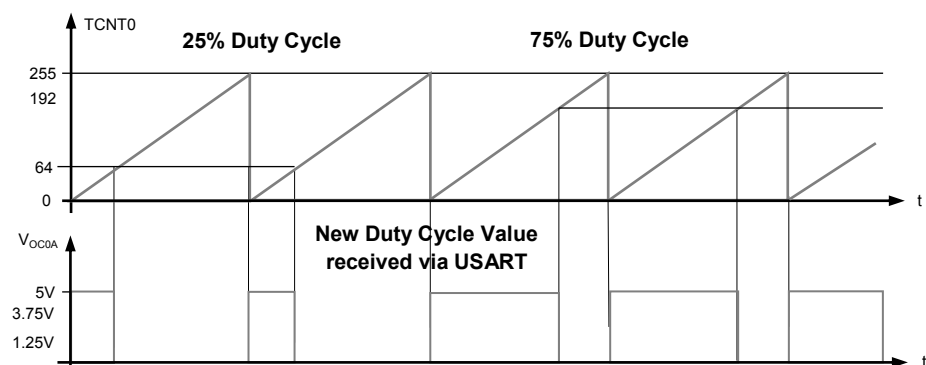 TCNT0
25% Duty Cycle
75% Duty Cycle
255
192
64
0
t
V_OC0A
New Duty Cycle Value
received via USART
5V
3.75V
1.25V
t